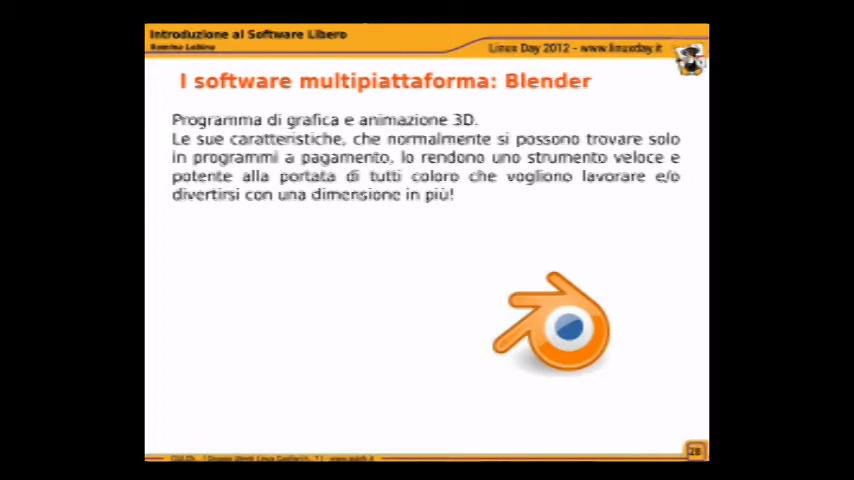 Introduzione al Software Libero
Linux Day 2012 - www.linuxday.it
I software multipiattaforma: Blender
Programma di grafica e animazione 3D.
Le sue caratteristiche, che normalmente si possono trovare solo
in programmi a pagamento, lo rendono uno strumento veloce e
potente alla portata di tutti coloro che vogliono lavorare e/o
divertirsi con una dimensione in più!
28